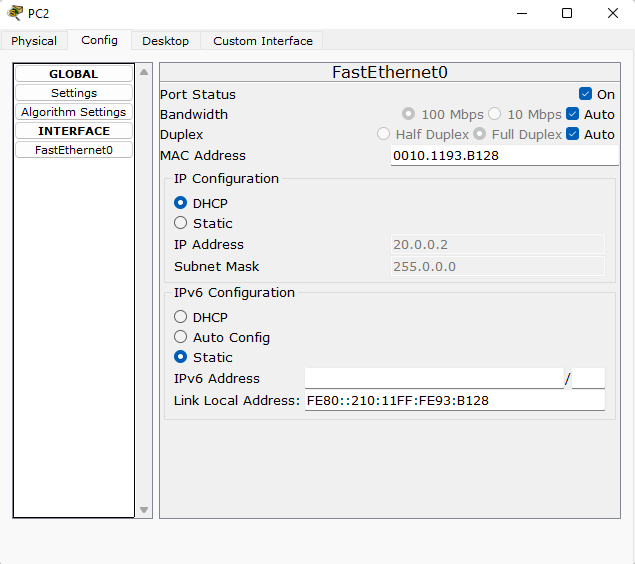 PC2
Physical Config Desktop Custom Interface
GLOBAL
Settings
Algorithm Settings
INTERFACE
FastEthernet0
FastEthernet0
Port Status On
Bandwidth 100 Mbps 10 Mbps Auto
Duplex Half Duplex Full Duplex Auto
MAC Address 0010.1193.B128
IP Configuration
DHCP
Static
IP Address 20.0.0.2
Subnet Mask 255.0.0.0
IPv6 Configuration
DHCP
Auto Config
Static
IPv6 Address /
Link Local Address: FE80::210:11FF:FE93:B128